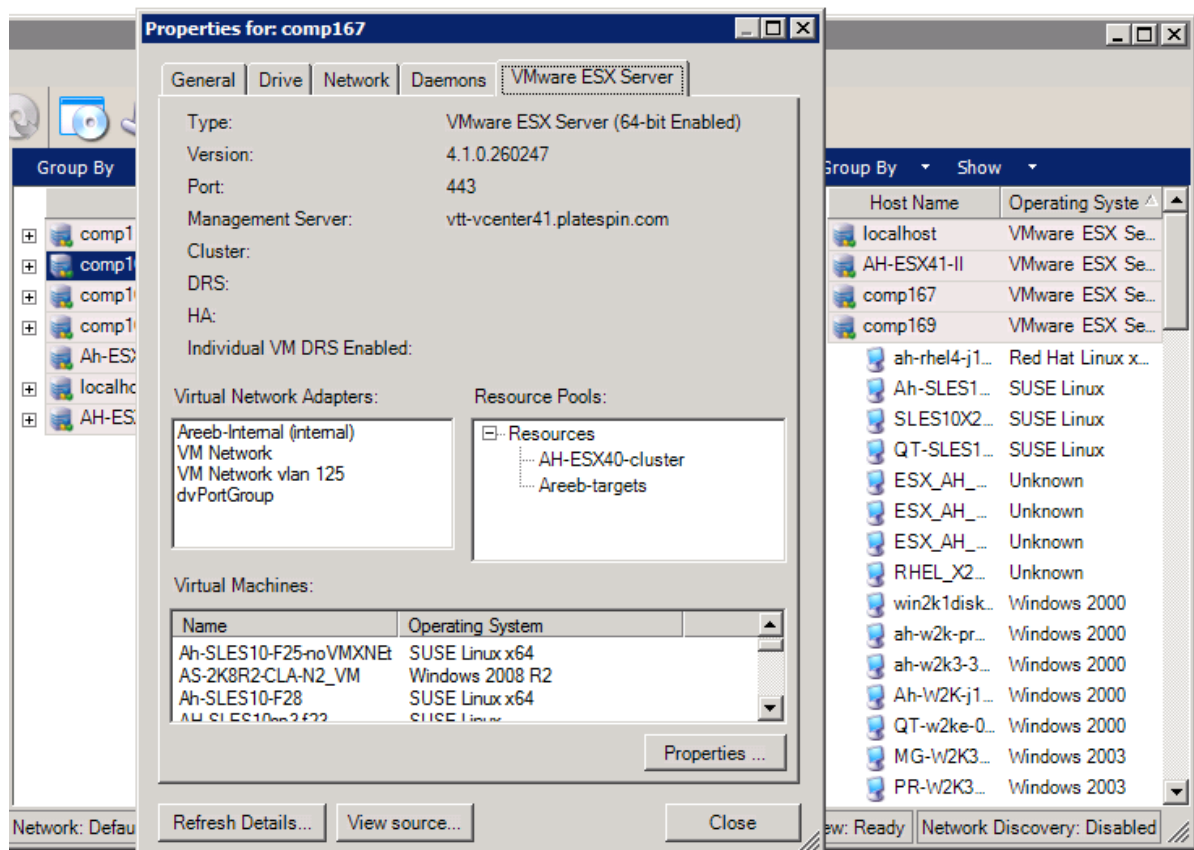 Properties for: comp167
General Drive Network Daemons VMware ESX Server
Type: VMware ESX Server (64-bit Enabled)
Version: 4.1.0.260247
Port: 443
Management Server: vtt-vcenter41.platespin.com
Cluster:
DRS:
HA:
Individual VM DRS Enabled:
Virtual Network Adapters:
Areeb-Internal (internal)
VM Network
VM Network vlan 125
dvPortGroup
Resource Pools:
Resources
AH-ESX40-cluster
Areeb-targets
Virtual Machines:
Name Operating System
Ah-SLES10-F25-noVMXNEt SUSE Linux x64
AS-2K8R2-CLA-N2_VM Windows 2008 R2
Ah-SLES10-F28 SUSE Linux x64
SUSE Linux
Properties ...
Refresh Details... View source... Close
Group By
comp1
comp1
comp1
comp1
Ah-ES
localho
AH-ES
Network: Defau
Group By Show
Host Name Operating Syste
localhost VMware ESX Se...
AH-ESX41-II VMware ESX Se...
comp167 VMware ESX Se...
comp169 VMware ESX Se...
ah-rhel4-j1... Red Hat Linux x...
Ah-SLES1... SUSE Linux
SLES10X2... SUSE Linux
QT-SLES1... SUSE Linux
ESX_AH_... Unknown
ESX_AH_... Unknown
ESX_AH_... Unknown
RHEL_X2... Unknown
win2k1disk... Windows 2000
ah-w2k-pr... Windows 2000
ah-w2k3-3... Windows 2000
Ah-W2K-j1... Windows 2000
QT-w2ke-0... Windows 2000
MG-W2K3... Windows 2003
PR-W2K3... Windows 2003
ew: Ready Network Discovery: Disabled